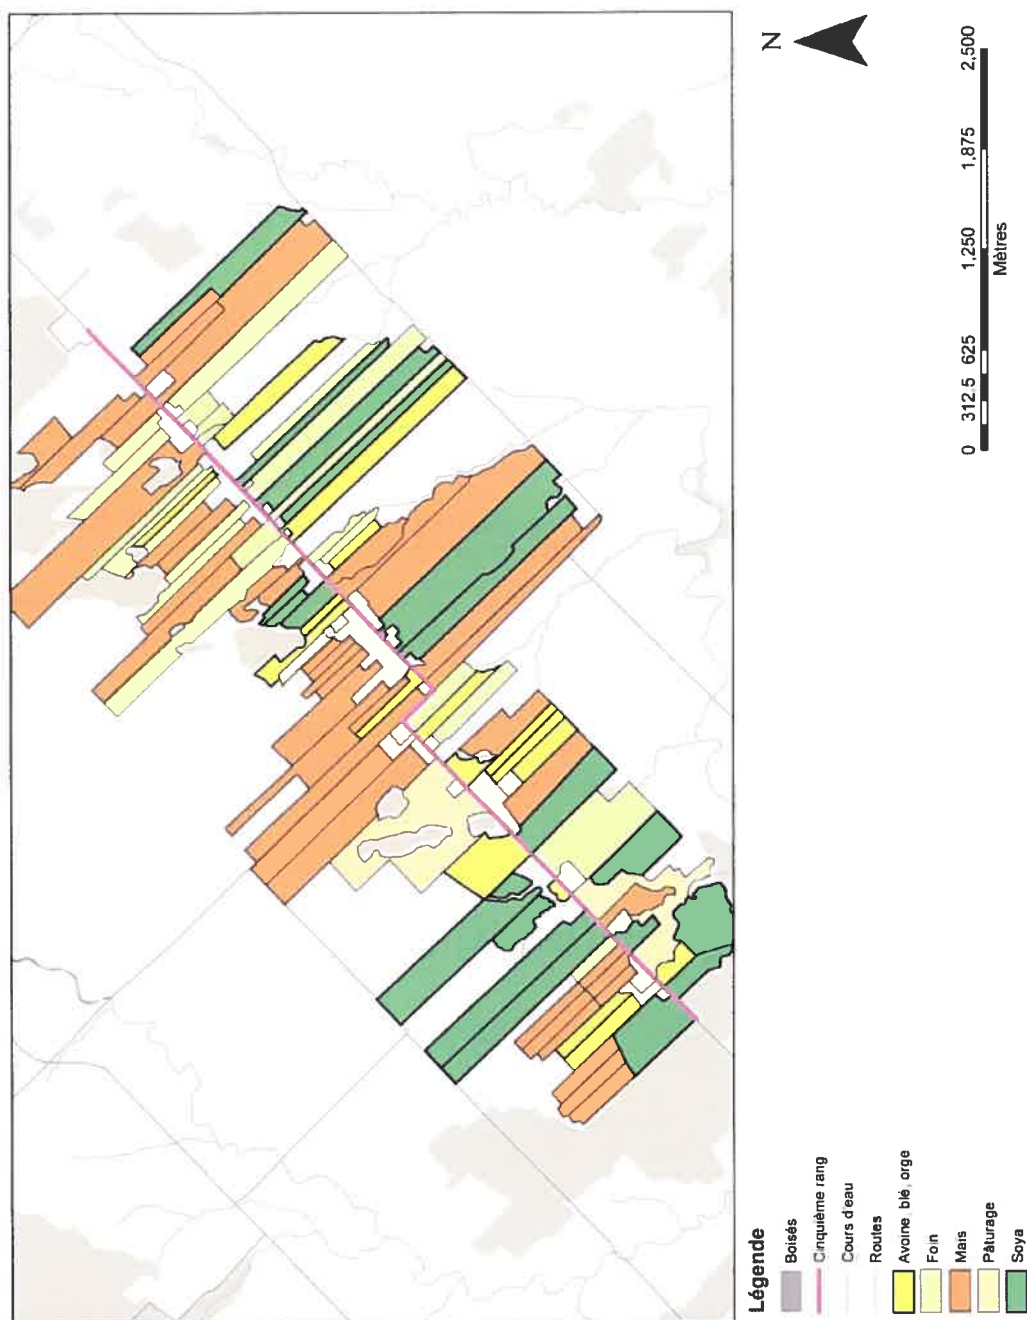 N
0 312.5 625 1,250 1,875 2,500
Mètres
Légende
Boisés
Cinquième rang
Cours d'eau
Routes
Avoine, blé, orge
Foin
Maïs
Pâturage
Soya